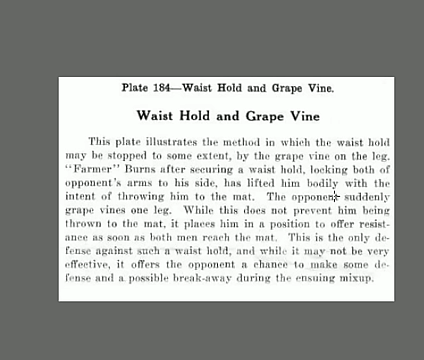 Plate 184—Waist Hold and Grape Vine.
Waist Hold and Grape Vine
This plate illustrates the method in which the waist hold
may be stopped to some extent, by the grape vine on the leg.
"Farmer" Burns after securing a waist hold, locking both of
opponent's arms to his side, has lifted him bodily with the
intent of throwing him to the mat. The opponent suddenly
grape vines one leg. While this does not prevent him being
thrown to the mat, it places him in a position to offer resist-
ance as soon as both men reach the mat. This is the only de-
fense against such a waist hold, and while it may not be very
effective, it offers the opponent a chance to make some de-
fense and a possible break-away during the ensuing mixup.